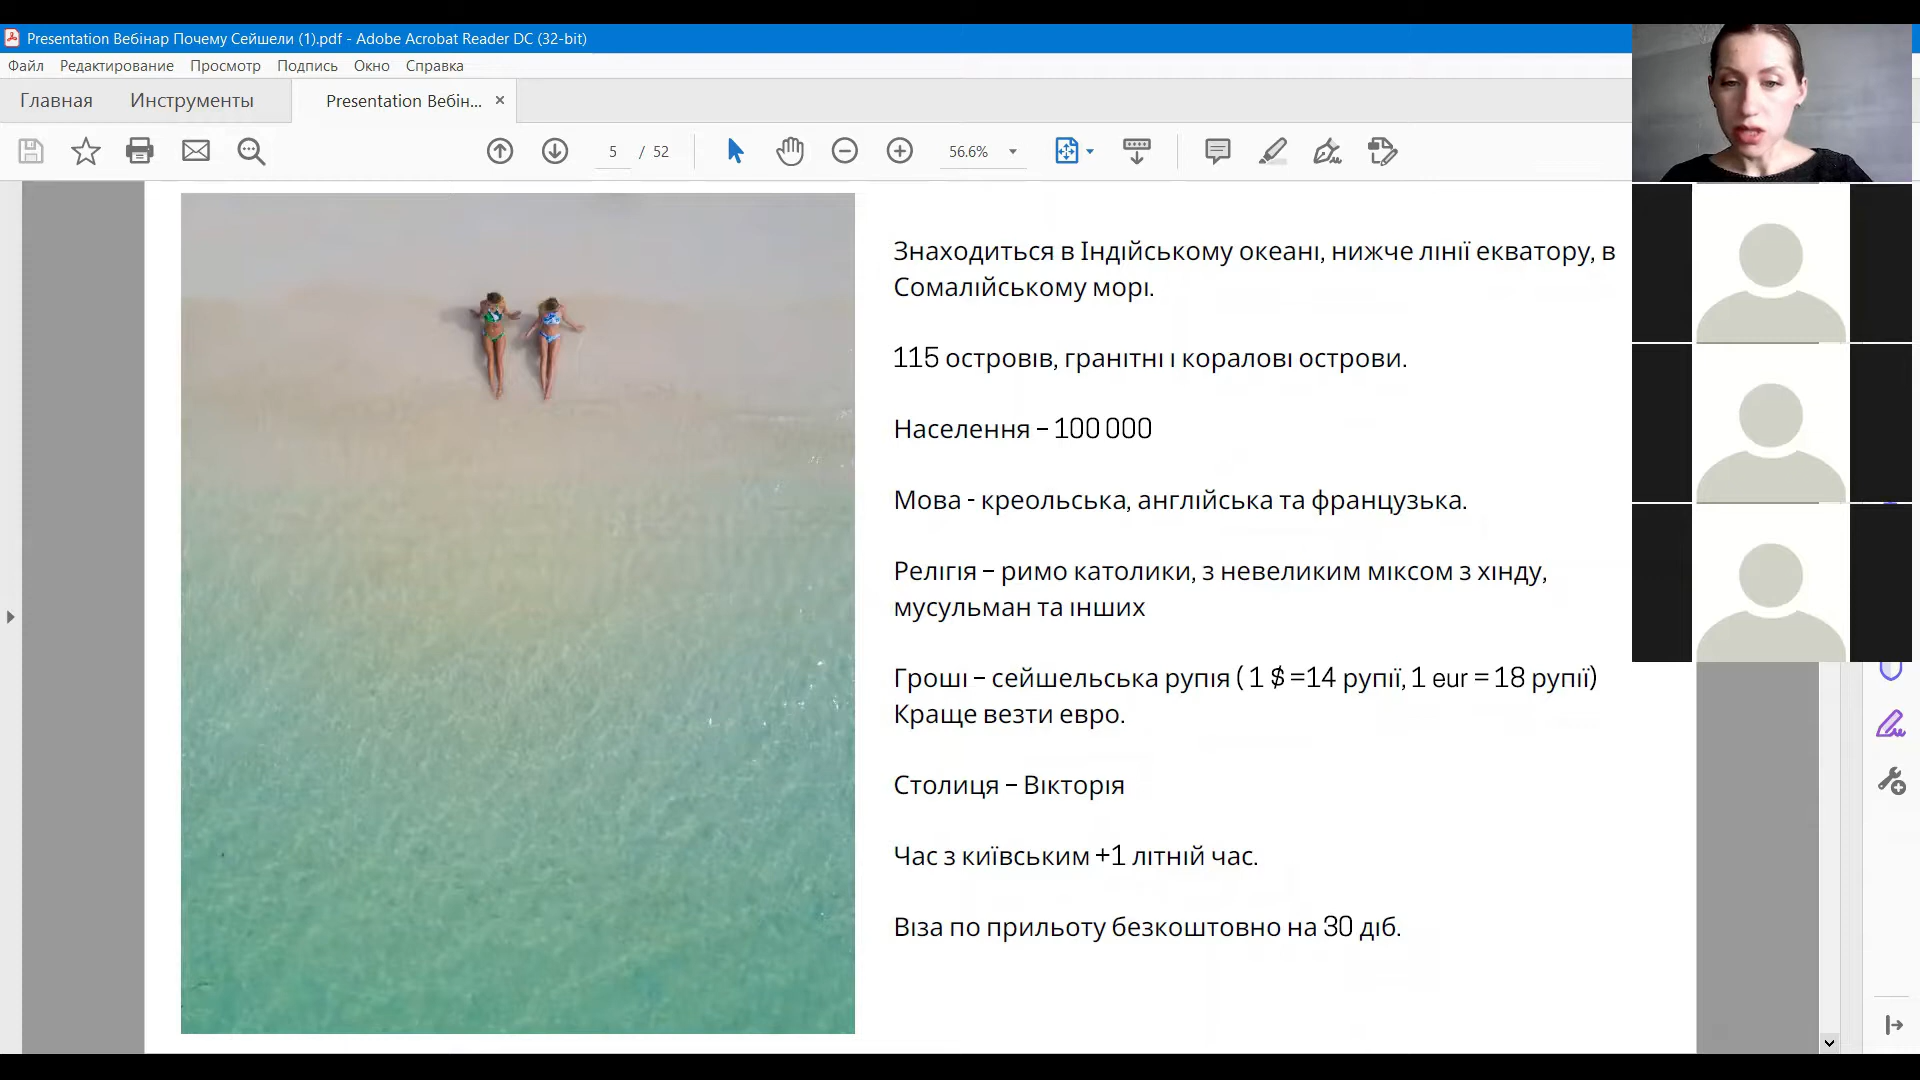 Presentation Вебінар Почему Сейшели (1).pdf - Adobe Acrobat Reader DC (32-bit)
Файл Редактирование Просмотр Подпись Окно Справка
Главная Инструменты Presentation Вебін... ×
5 / 52 56.6%
Знаходиться в Індійському океані, нижче лінії екватору, в
Сомалійському морі.
115 островів, гранітні і коралові острови.
Населення – 100 000
Мова - креольська, англійська та французька.
Релігія – римо католики, з невеликим міксом з хінду,
мусульман та інших
Гроші – сейшельська рупія ( 1 $ =14 рупії, 1 eur = 18 рупії)
Краще везти евро.
Столиця – Вікторія
Час з київським +1 літній час.
Віза по прильоту безкоштовно на 30 діб.